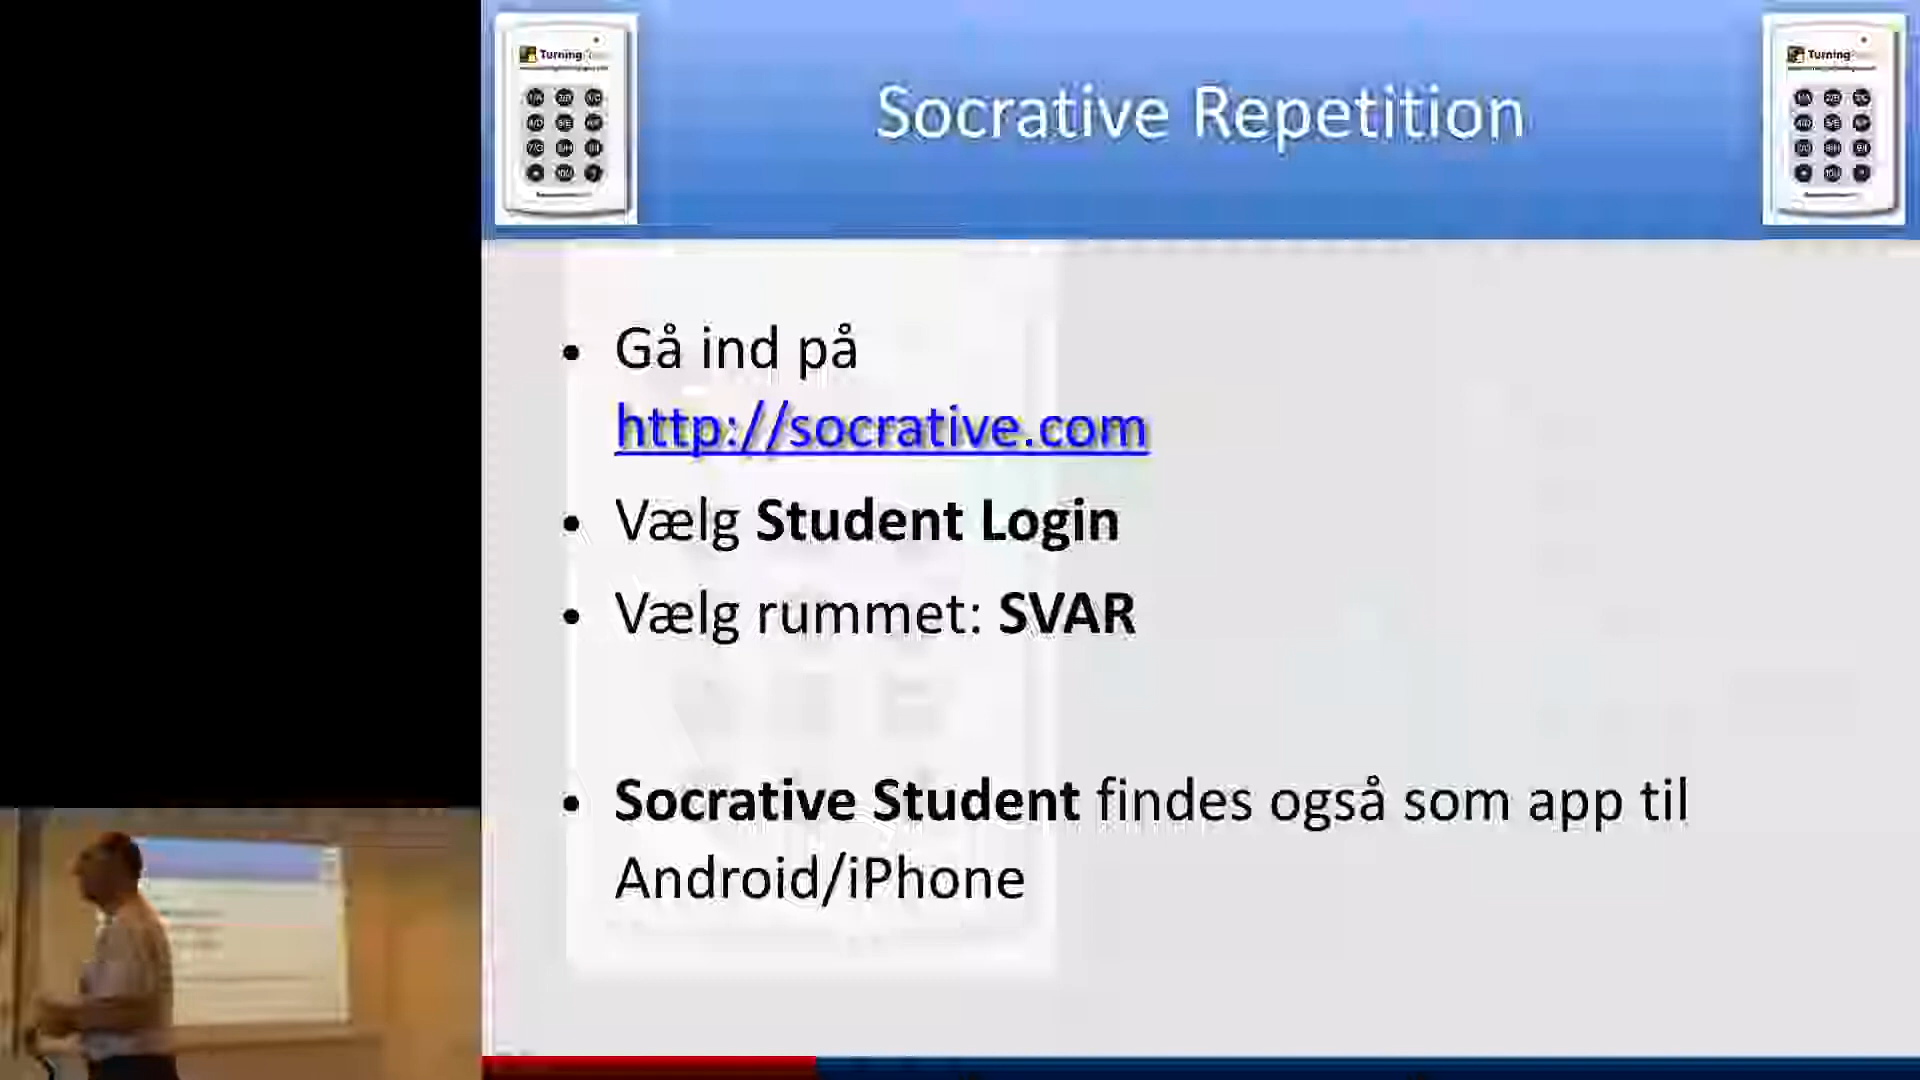 Turning
Turning
Socrative Repetition
• Gå ind på
http://socrative.com
• Vælg Student Login
• Vælg rummet: SVAR
• Socrative Student findes også som app til
Android/iPhone